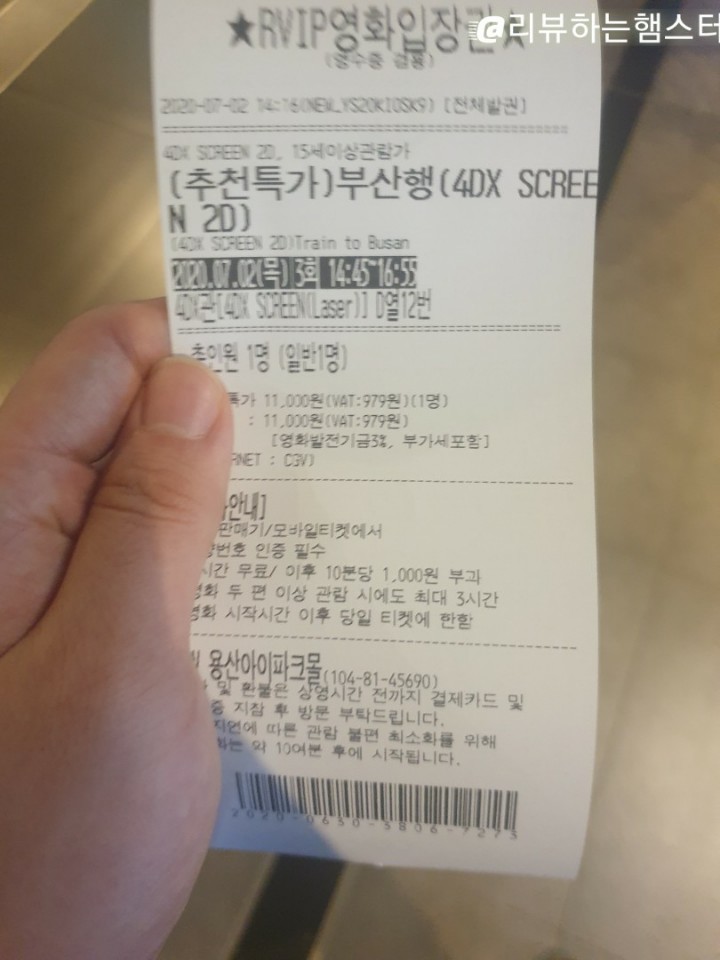 @리뷰하는햄스터
★RVIP영화입장권★
(영수증 겸용)
2020-07-02 14:16(NEW_YS20KIOSK9) [전체발권]
4DX SCREEN 2D, 15세이상관람가
(추천특가)부산행(4DX SCREE
N 2D)
(4DX SCREEN 2D)Train to Busan
2020.07.02(목) 3회 14:45~16:55
4DX관[4DX SCREEN(Laser)] D열12번
총인원 1명 (일반1명)
특가 11,000원(VAT:979원)(1명)
: 11,000원(VAT:979원)
[영화발전기금3%, 부가세포함]
RNET : CGV)
안내]
판매기/모바일티켓에서
번호 인증 필수
시간 무료/ 이후 10분당 1,000원 부과
영화 두 편 이상 관람 시에도 최대 3시간
영화 시작시간 이후 당일 티켓에 한함
용산아이파크몰(104-81-45690)
및 환불은 상영시간 전까지 결제카드 및
증 지참 후 방문 부탁드립니다.
지연에 따른 관람 불편 최소화를 위해
화는 약 10여분 후에 시작됩니다.
2020-0630-3806-7273